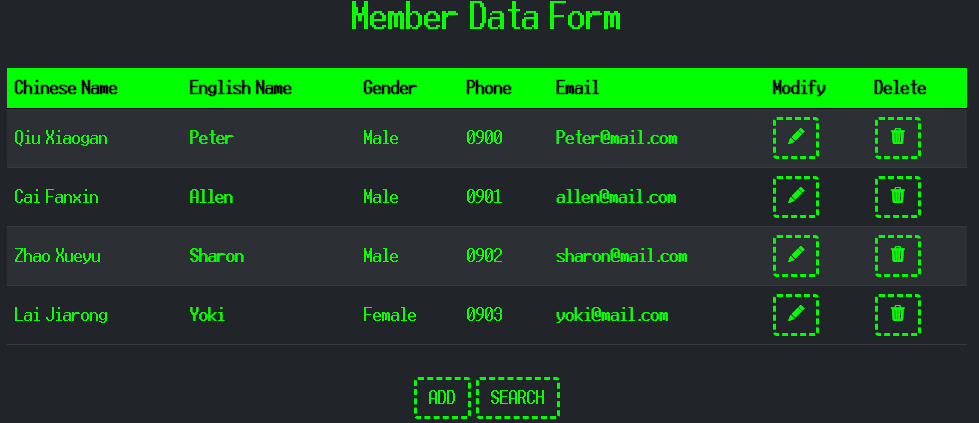 Member Data Form
Chinese Name English Name Gender Phone Email Modify Delete
Qiu Xiaogan Peter Male 0900 Peter@mail.com
Cai Fanxin Allen Male 0901 allen@mail.com
Zhao Xueyu Sharon Male 0902 sharon@mail.com
Lai Jiarong Yoki Female 0903 yoki@mail.com
ADD SEARCH